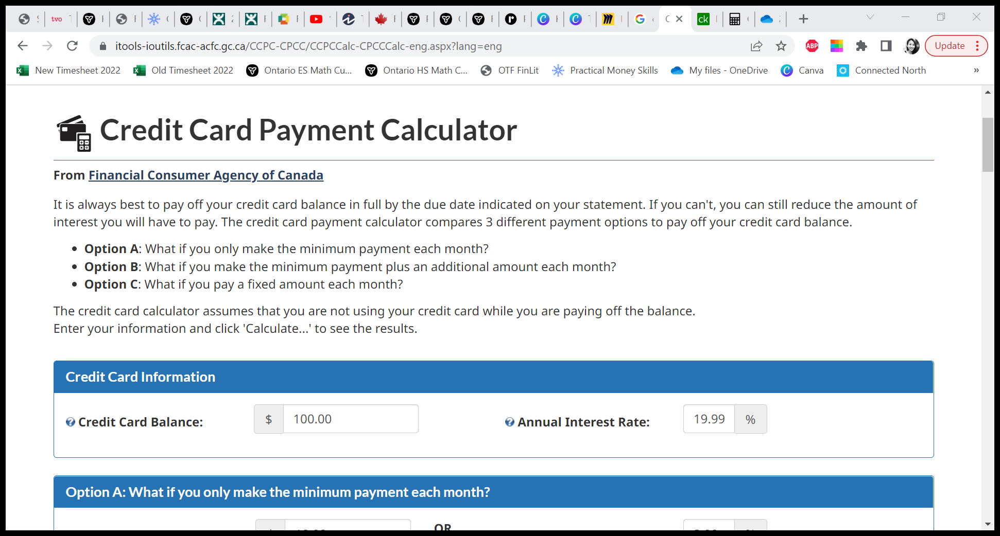 tvo
ck
itools-ioutils.fcac-acfc.gc.ca/CCPC-CPCC/CCPCCalc-CPCCCalc-eng.aspx?lang=eng
ABP
Update
New Timesheet 2022
Old Timesheet 2022
Ontario ES Math Cu...
Ontario HS Math C...
OTF FinLit
Practical Money Skills
My files - OneDrive
Canva
Connected North
»
Credit Card Payment Calculator
From Financial Consumer Agency of Canada
It is always best to pay off your credit card balance in full by the due date indicated on your statement. If you can't, you can still reduce the amount of
interest you will have to pay. The credit card payment calculator compares 3 different payment options to pay off your credit card balance.
• Option A: What if you only make the minimum payment each month?
• Option B: What if you make the minimum payment plus an additional amount each month?
• Option C: What if you pay a fixed amount each month?
The credit card calculator assumes that you are not using your credit card while you are paying off the balance.
Enter your information and click 'Calculate...' to see the results.
Credit Card Information
Credit Card Balance: $ 100.00 Annual Interest Rate: 19.99 %
Option A: What if you only make the minimum payment each month?
OR